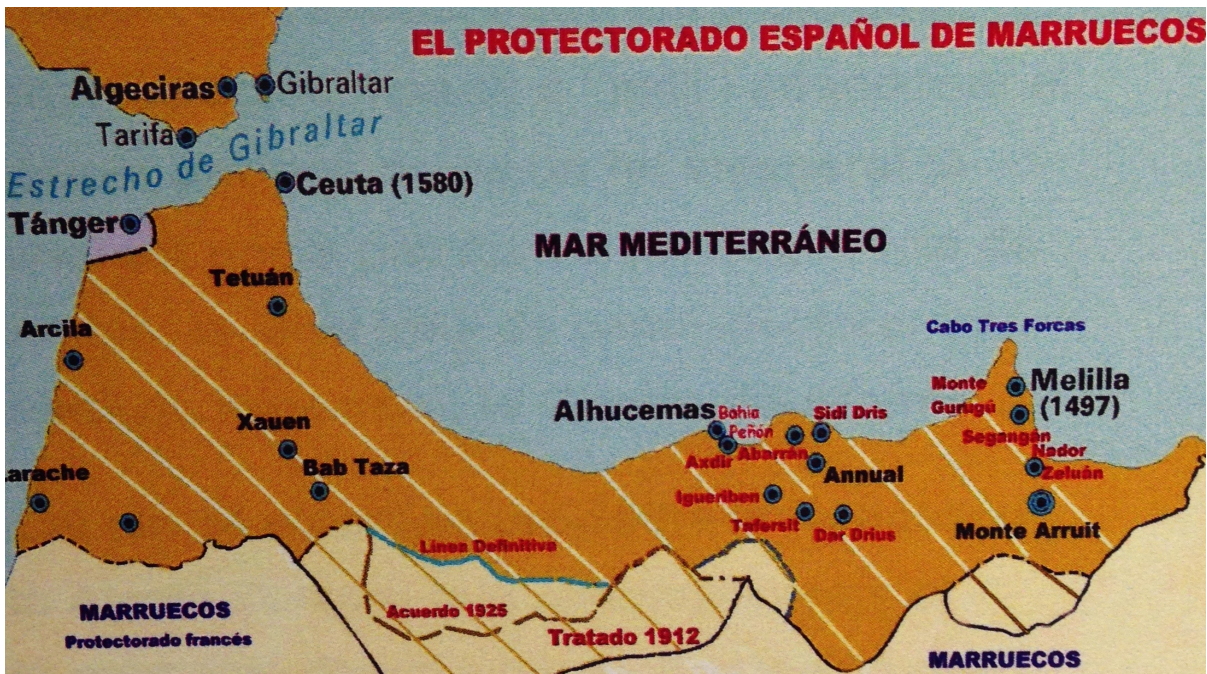 EL PROTECTORADO ESPAÑOL DE MARRUECOS
Algeciras
Gibraltar
Tarifa
Estrecho de Gibraltar
Ceuta (1580)
Tánger
MAR MEDITERRÁNEO
Tetuán
Arcila
Cabo Tres Forcas
Monte
Gurugú
Melilla
(1497)
Alhucemas
Bahia
Peñón
Sidi Dris
Segangán
Xauen
Axdir
Abarrán
Nador
Bab Taza
Annual
Zeluán
arache
Igueriben
Tafersit
Dar Drius
Monte Arruit
Línea Definitiva
Acuerdo 1925
Tratado 1912
MARRUECOS
Protectorado francés
MARRUECOS